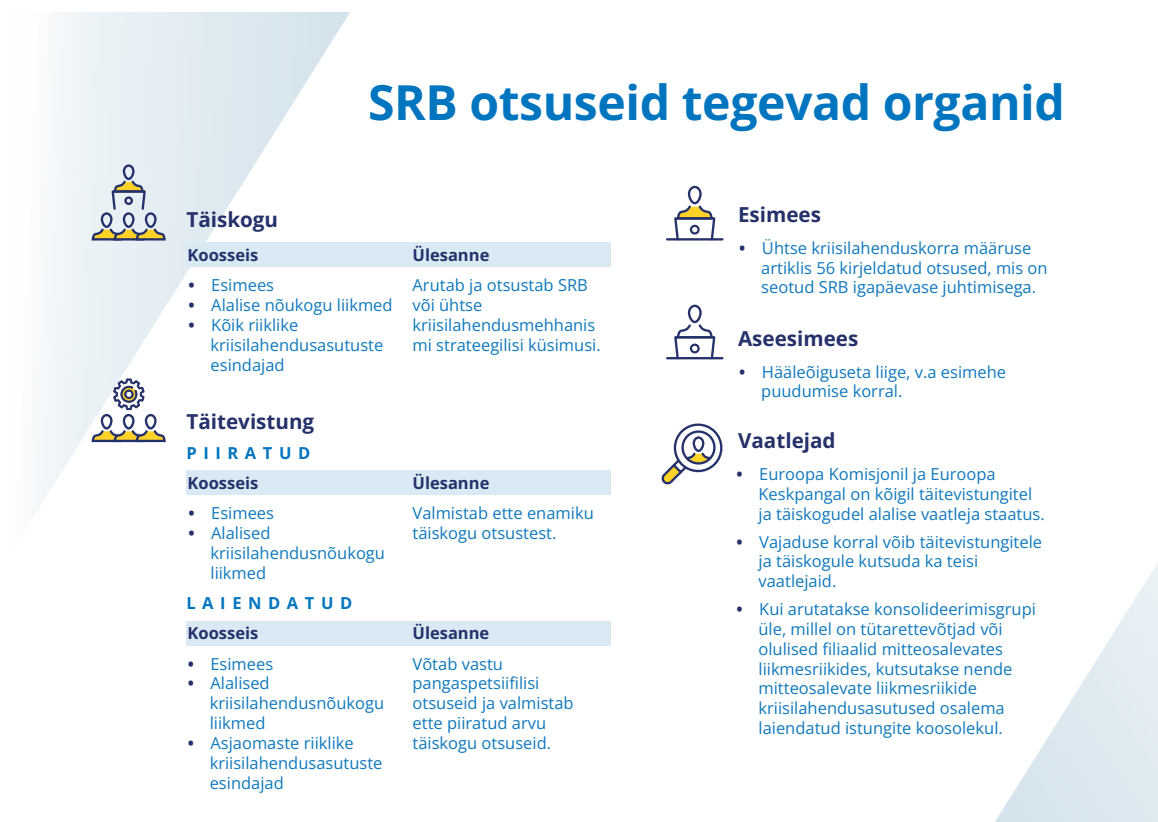 SRB otsuseid tegevad organid
Täiskogu
Koosseis Ülesanne
• Esimees
• Alalise nõukogu liikmed
• Kõik riiklike
kriisilahendusasutuste
esindajad
Arutab ja otsustab SRB
või ühtse
kriisilahendusmehhanis
mi strateegilisi küsimusi.
Täitevistung
PIIRATUD
Koosseis Ülesanne
• Esimees
• Alalised
kriisilahendusnõukogu
liikmed
Valmistab ette enamiku
täiskogu otsustest.
LAIENDATUD
Koosseis Ülesanne
• Esimees
• Alalised
kriisilahendusnõukogu
liikmed
• Asjaomaste riiklike
kriisilahendusasutuste
esindajad
Võtab vastu
pangaspetsiifilisi
otsuseid ja valmistab
ette piiratud arvu
täiskogu otsuseid.
Esimees
• Ühtse kriisilahenduskorra määruse
artiklis 56 kirjeldatud otsused, mis on
seotud SRB igapäevase juhtimisega.
Aseesimees
• Hääleõiguseta liige, v.a esimehe
puudumise korral.
Vaatlejad
• Euroopa Komisjonil ja Euroopa
Keskpangal on kõigil täitevistungitel
ja täiskogudel alalise vaatleja staatus.
• Vajaduse korral võib täitevistungitele
ja täiskogule kutsuda ka teisi
vaatlejaid.
• Kui arutatakse konsolideerimisgrupi
üle, millel on tütarettevõtjad või
olulised filiaalid mitteosalevates
liikmesriikides, kutsutakse nende
mitteosalevate liikmesriikide
kriisilahendusasutused osalema
laiendatud istungite koosolekul.